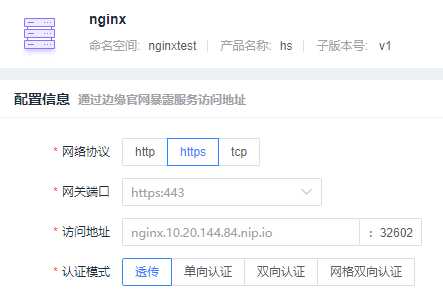 nginx
命名空间: nginxtest 产品名称: hs 子版本号: v1
配置信息 通过边缘官网暴露服务访问地址
* 网络协议 http https tcp
* 网关端口 https:443
* 访问地址 nginx.10.20.144.84.nip.io : 32602
* 认证模式 透传 单向认证 双向认证 网格双向认证